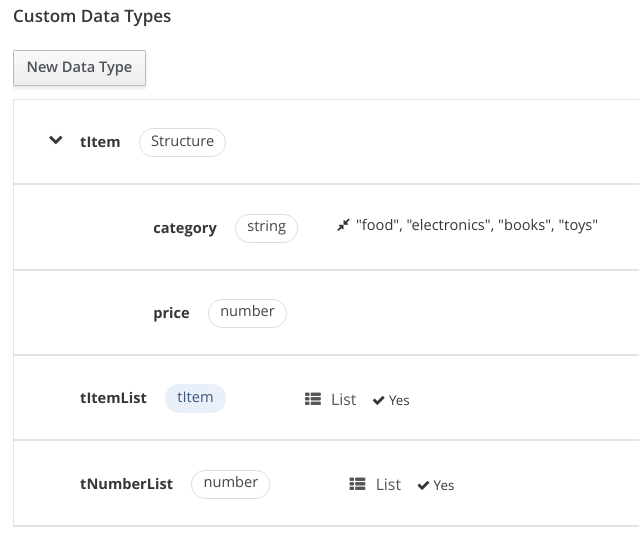 Custom Data Types
New Data Type
tItem Structure
category string "food", "electronics", "books", "toys"
price number
tItemList tItem List Yes
tNumberList number List Yes